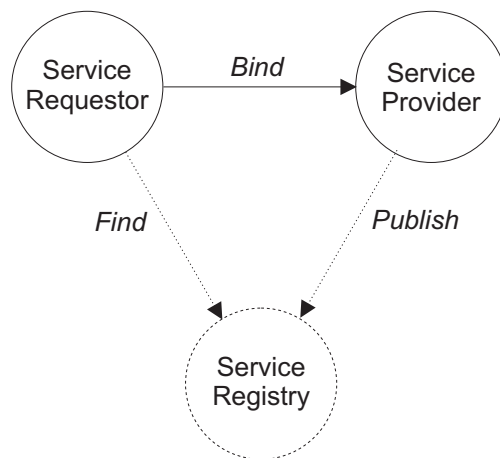 Service
Requestor
Bind
Service
Provider
Find
Publish
Service
Registry